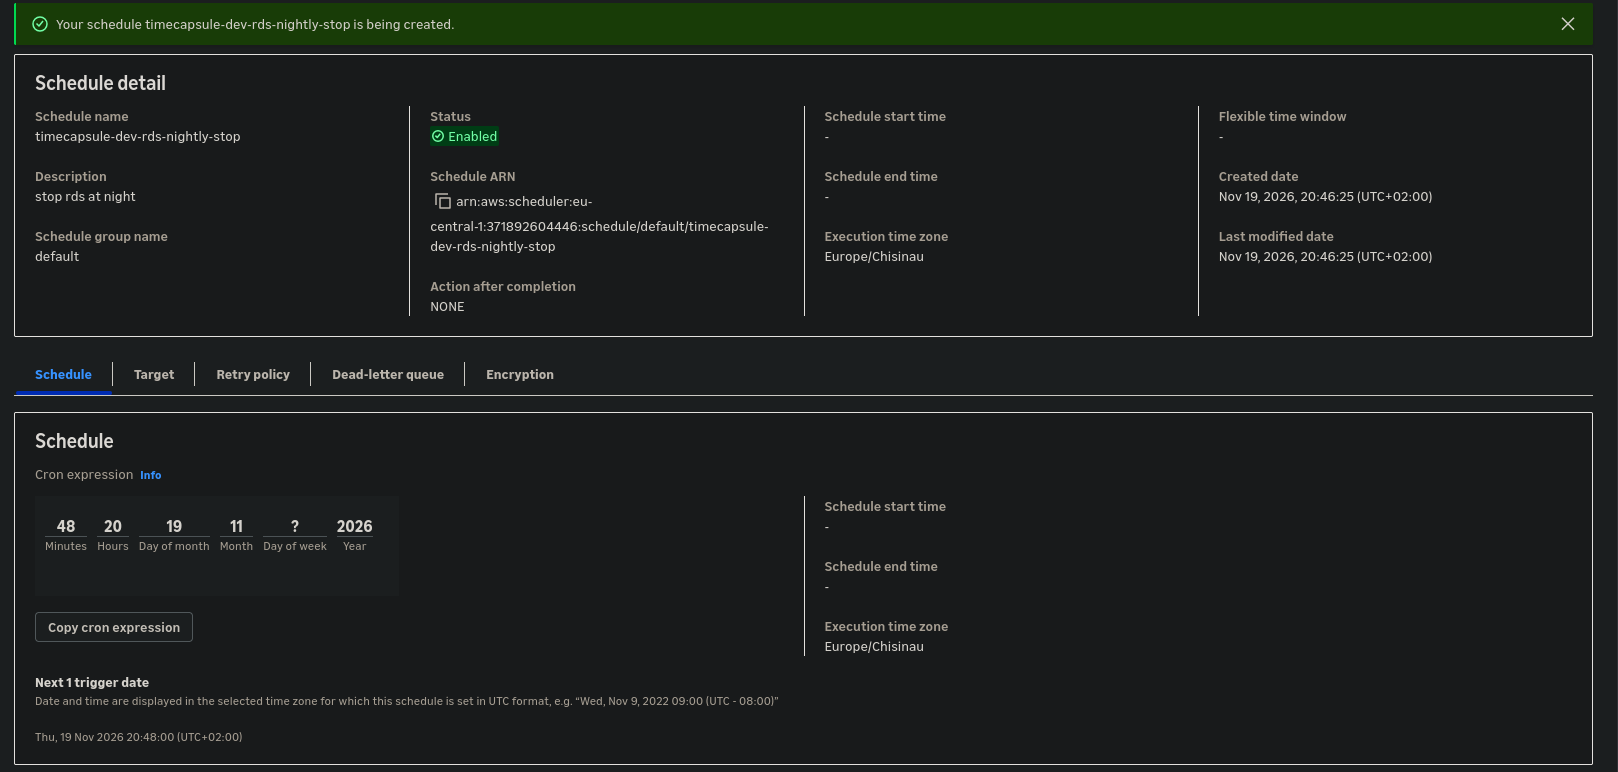 Your schedule timecapsule-dev-rds-nightly-stop is being created.
Schedule detail
Schedule name
timecapsule-dev-rds-nightly-stop
Description
stop rds at night
Schedule group name
default
Status
Enabled
Schedule ARN
arn:aws:scheduler:eu-
central-1:371892604446:schedule/default/timecapsule-
dev-rds-nightly-stop
Action after completion
NONE
Schedule start time
-
Schedule end time
-
Execution time zone
Europe/Chisinau
Flexible time window
-
Created date
Nov 19, 2026, 20:46:25 (UTC+02:00)
Last modified date
Nov 19, 2026, 20:46:25 (UTC+02:00)
Schedule Target Retry policy Dead-letter queue Encryption
Schedule
Cron expression Info
48 20 19 11 ? 2026
Minutes Hours Day of month Month Day of week Year
Copy cron expression
Schedule start time
-
Schedule end time
-
Execution time zone
Europe/Chisinau
Next 1 trigger date
Date and time are displayed in the selected time zone for which this schedule is set in UTC format, e.g. “Wed, Nov 9, 2022 09:00 (UTC - 08:00)”
Thu, 19 Nov 2026 20:48:00 (UTC+02:00)